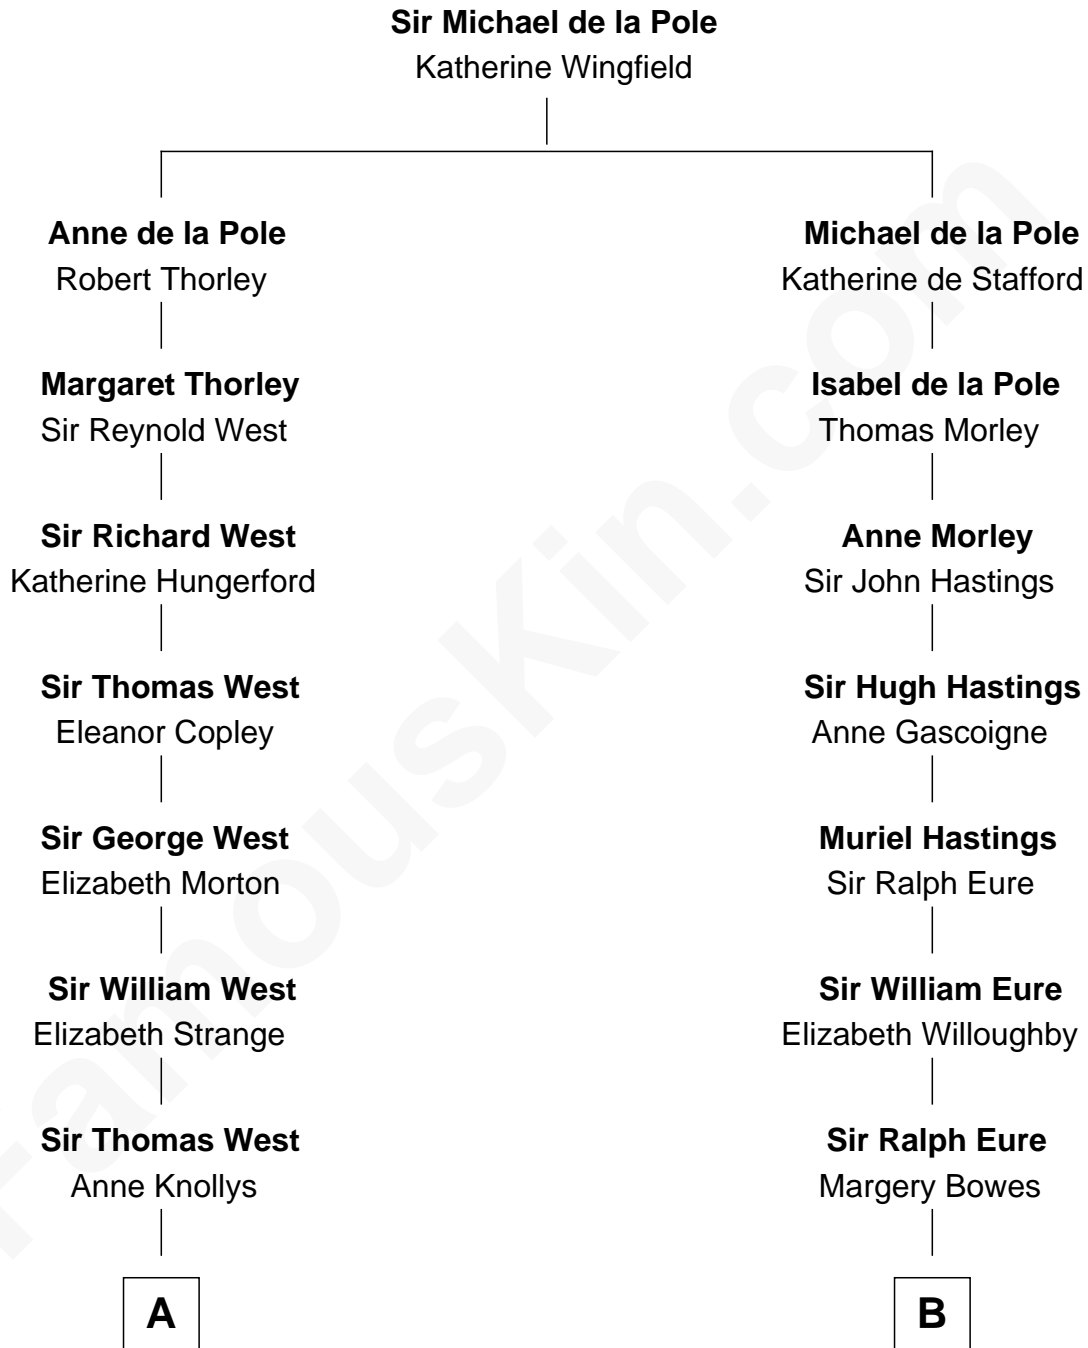 Sir Michael de la Pole
Katherine Wingfield
Anne de la Pole
Robert Thorley
Michael de la Pole
Katherine de Stafford
Margaret Thorley
Sir Reynold West
Isabel de la Pole
Thomas Morley
Sir Richard West
Katherine Hungerford
Anne Morley
Sir John Hastings
Sir Thomas West
Eleanor Copley
Sir Hugh Hastings
Anne Gascoigne
Sir George West
Elizabeth Morton
Muriel Hastings
Sir Ralph Eure
Sir William West
Elizabeth Strange
Sir William Eure
Elizabeth Willoughby
Sir Thomas West
Anne Knollys
Sir Ralph Eure
Margery Bowes
A
B
FamousKin.com